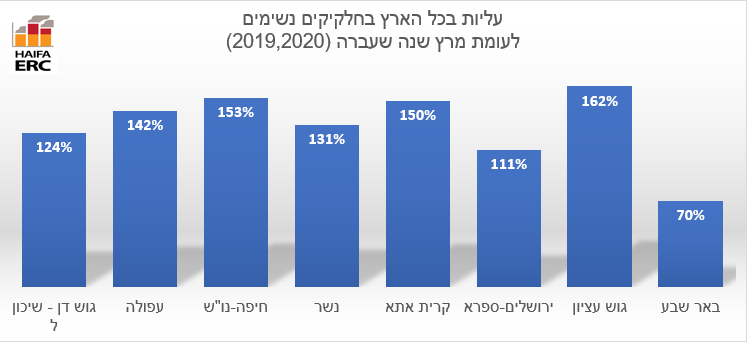 עליות בכל הארץ בחלקיקים נשימים
לעומת מרץ שנה שעברה (2019,2020)
HAIFA
ERC
124%
142%
153%
131%
150%
111%
162%
70%
גוש דן - שיכון
ל
עפולה
חיפה-נו"ש
נשר
קרית אתא
ירושלים-ספרא
גוש עציון
באר שבע